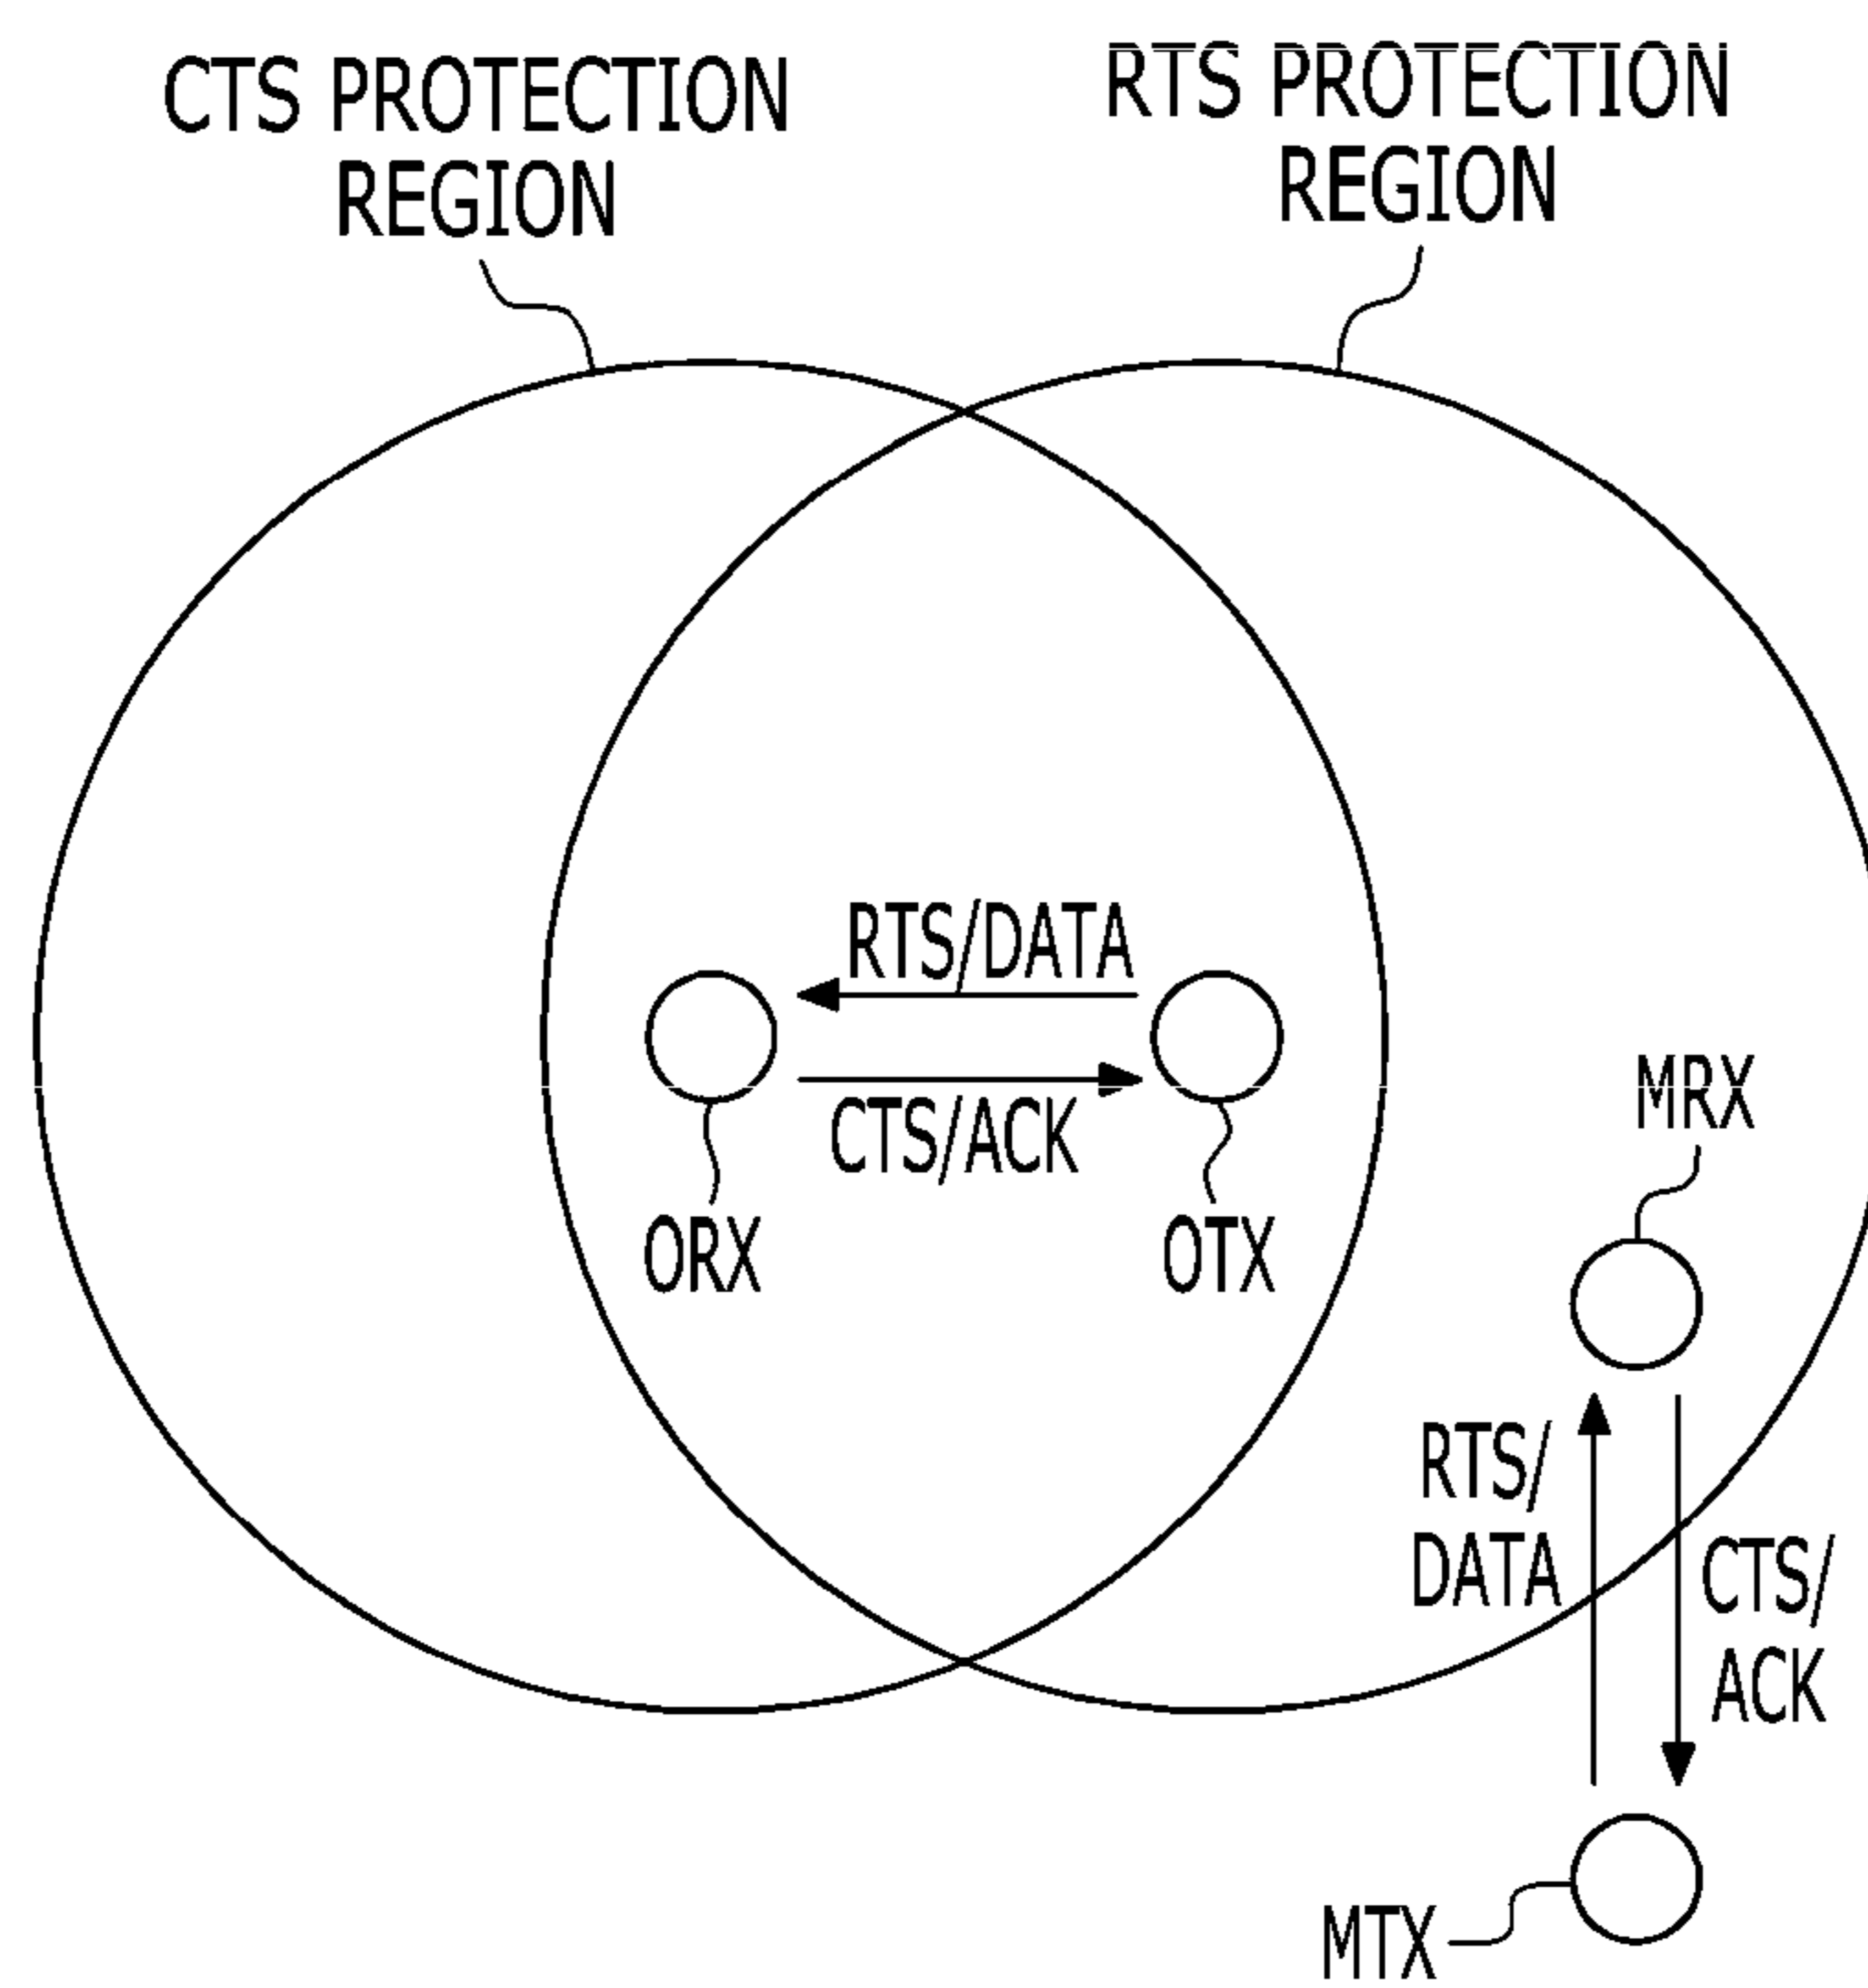 CTS PROTECTION
REGION
RTS PROTECTION
REGION
RTS/DATA
CTS/ACK
ORX
OTX
MRX
RTS/
DATA
CTS/
ACK
MTX